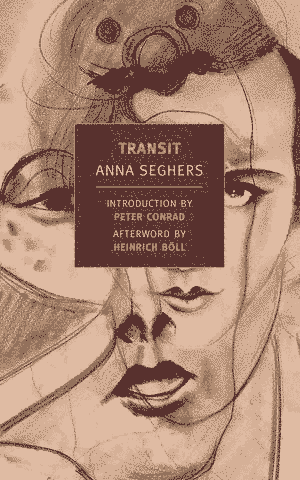 TRANSIT
ANNA SEGHERS
INTRODUCTION BY
PETER CONRAD
AFTERWORD BY
HEINRICH BÖLL